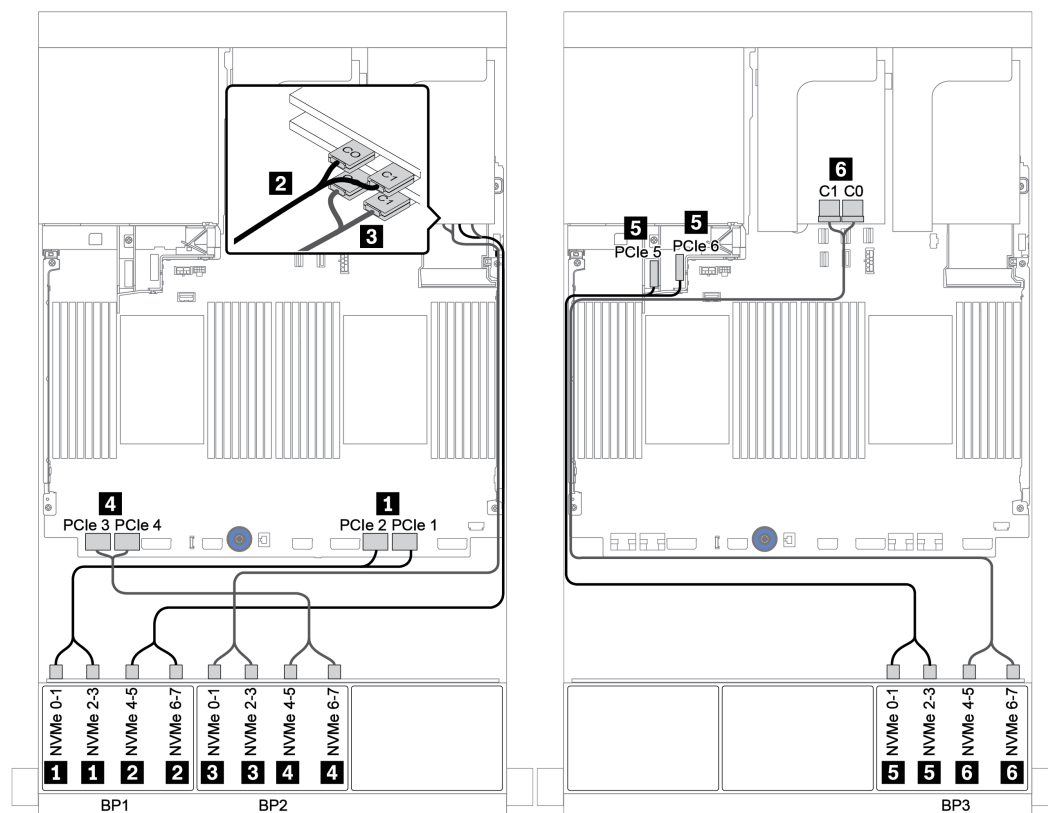 C0
C1
2
C1
3
4
PCIe 3 PCIe 4
1
PCIe 2 PCIe 1
NVMe 0-1
NVMe 2-3
NVMe 4-5
NVMe 6-7
NVMe 0-1
NVMe 2-3
NVMe 4-5
NVMe 6-7
1 1 2 2 3 3 4 4
BP1 BP2
6
C1 C0
5
PCIe 5
5
PCIe 6
NVMe 0-1
NVMe 2-3
NVMe 4-5
NVMe 6-7
5 5 6 6
BP3